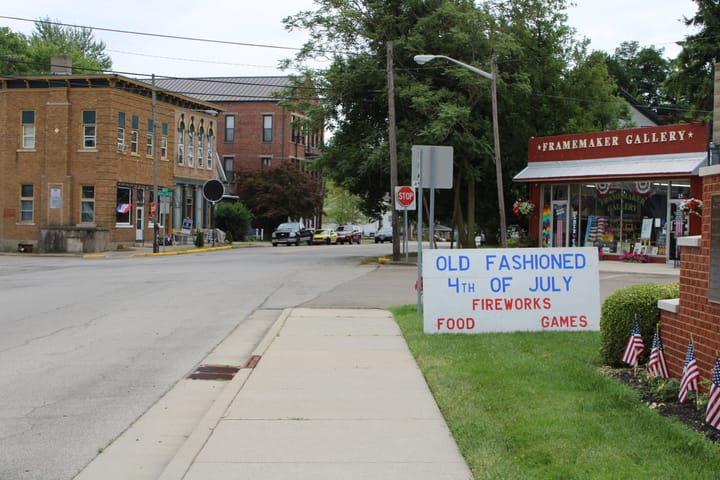 ★ FRAMEMAKER GALLERY ★
STOP
OLD FASHIONED
4TH OF JULY
FIREWORKS
FOOD GAMES